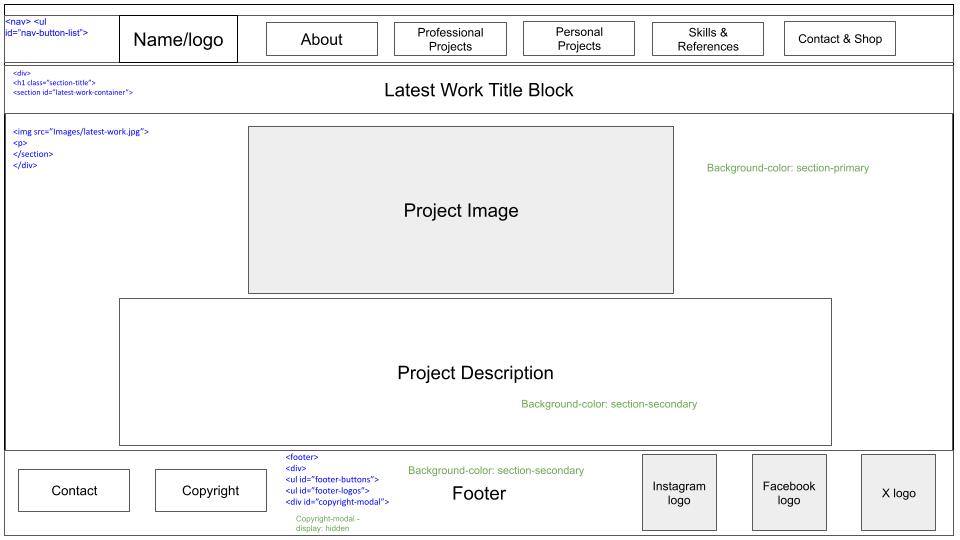 <nav> <ul
id="nav-button-list">
Name/logo
About
Professional
Projects
Personal
Projects
Skills &
References
Contact & Shop
<div>
<h1 class="section-title">
<section id="latest-work-container">
Latest Work Title Block
<img src="Images/latest-work.jpg">
<p>
</section>
</div>
Background-color: section-primary
Project Image
Project Description
Background-color: section-secondary
Contact
Copyright
<footer>
<div>
<ul id="footer-buttons">
<ul id="footer-logos">
<div id="copyright-modal">
Copyright-modal -
display: hidden
Background-color: section-secondary
Footer
Instagram
logo
Facebook
logo
X logo